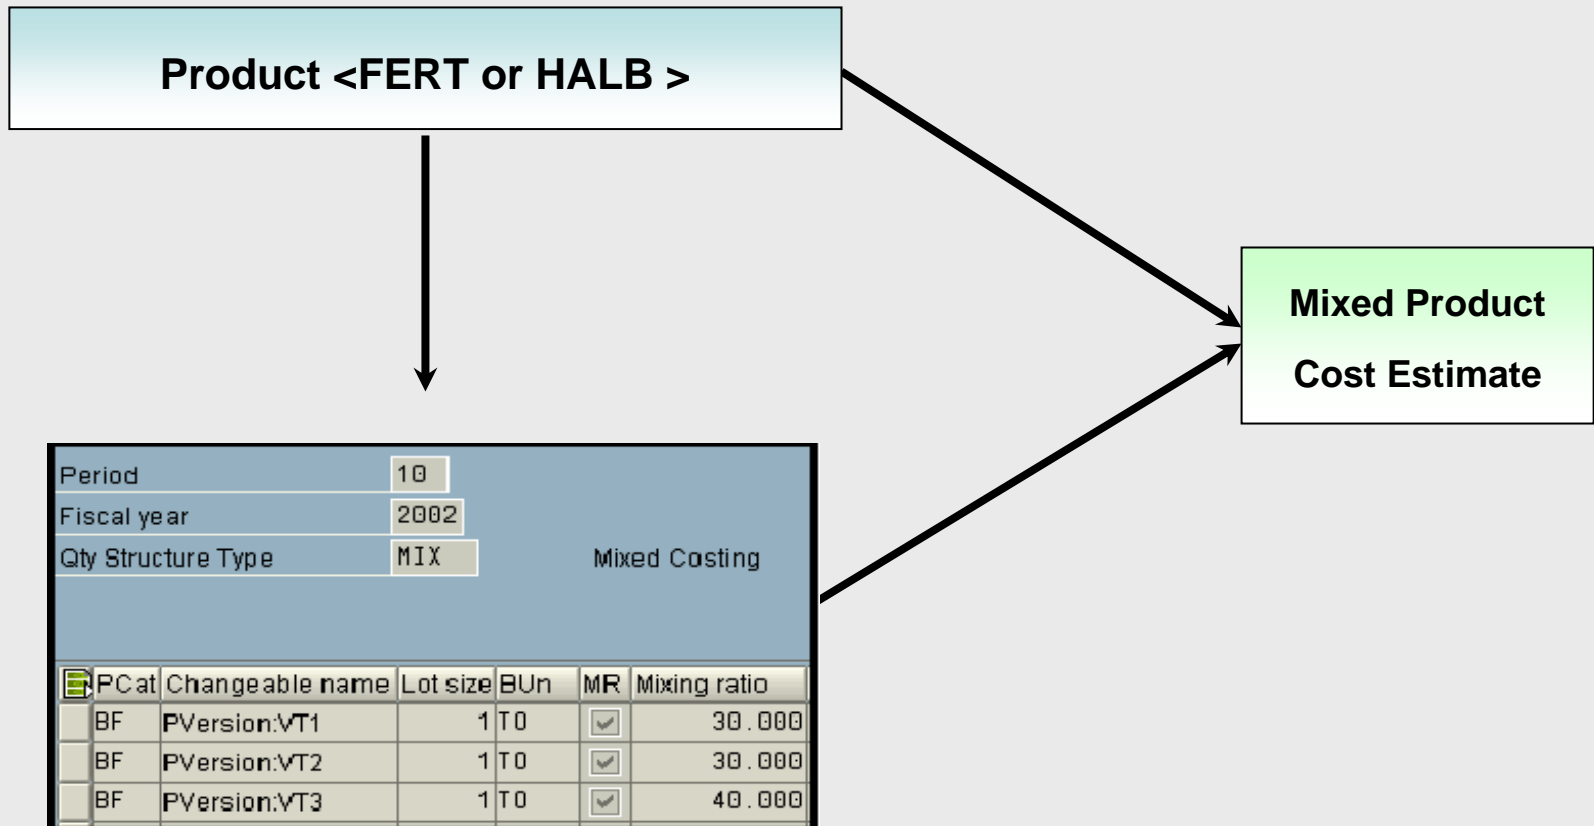 Product <FERT or HALB >
Mixed Product
Cost Estimate
Period 10
Fiscal year 2002
Qty Structure Type MIX Mixed Costing
PCat Changeable name Lot size BUn MR Mixing ratio
BF PVersion:VT1 1 TO 30.000
BF PVersion:VT2 1 TO 30.000
BF PVersion:VT3 1 TO 40.000